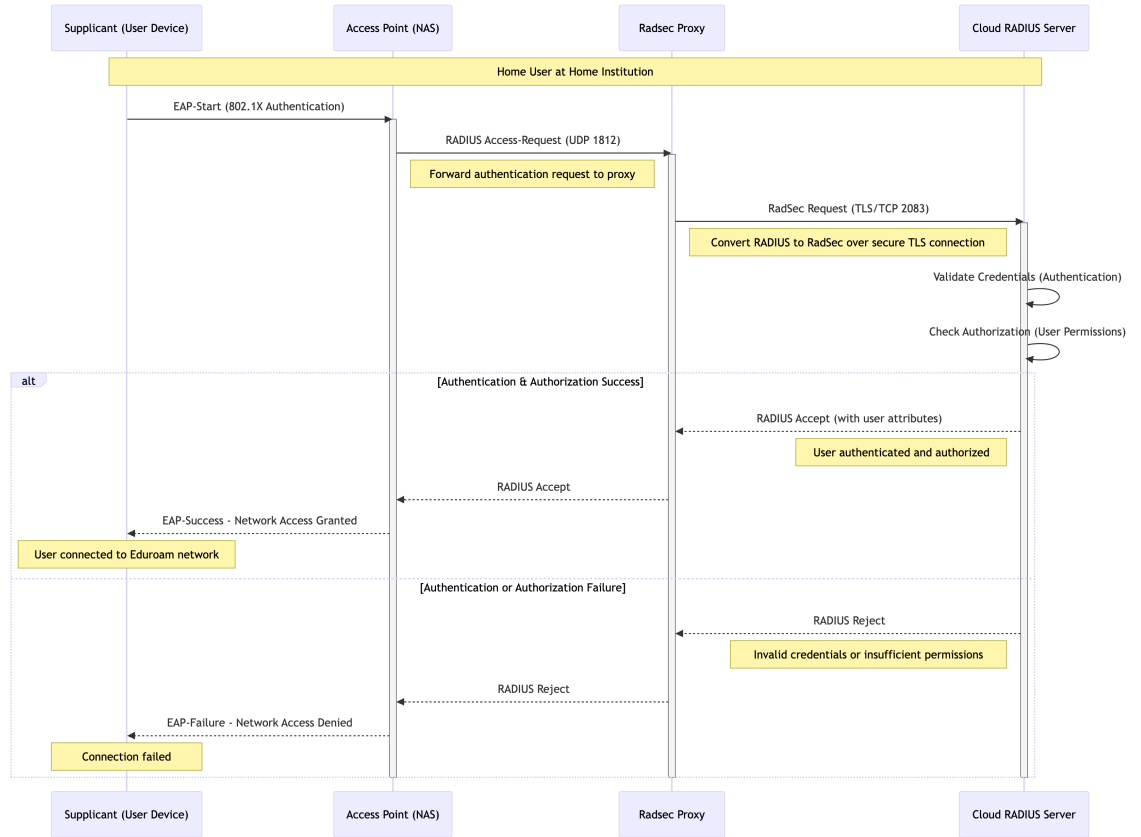 Supplicant (User Device)
Access Point (NAS)
Radsec Proxy
Cloud RADIUS Server
Home User at Home Institution
EAP-Start (802.1X Authentication)
RADIUS Access-Request (UDP 1812)
Forward authentication request to proxy
RadSec Request (TLS/TCP 2083)
Convert RADIUS to RadSec over secure TLS connection
Validate Credentials (Authentication)
Check Authorization (User Permissions)
alt
[Authentication & Authorization Success]
RADIUS Accept (with user attributes)
User authenticated and authorized
RADIUS Accept
EAP-Success - Network Access Granted
User connected to Eduroam network
[Authentication or Authorization Failure]
RADIUS Reject
Invalid credentials or insufficient permissions
RADIUS Reject
EAP-Failure - Network Access Denied
Connection failed
Supplicant (User Device)
Access Point (NAS)
Radsec Proxy
Cloud RADIUS Server